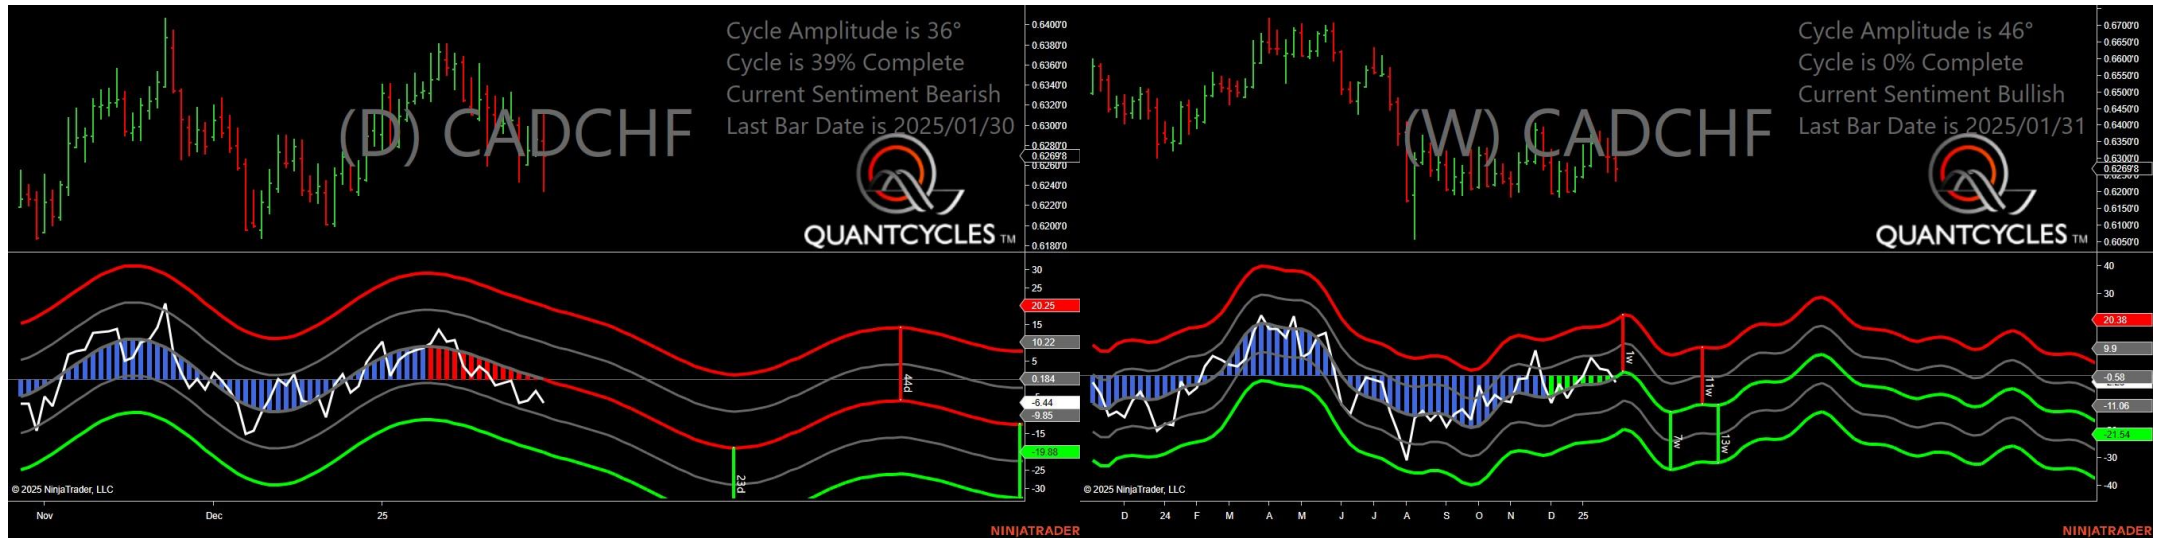 Cycle Amplitude is 36°
Cycle is 39% Complete
Current Sentiment Bearish
Last Bar Date is 2025/01/30
(D) CADCHF
QUANTCYCLES TM
0.6400'0
0.6380'0
0.6360'0
0.6340'0
0.6320'0
0.6300'0
0.6280'0
0.6269'8
0.6260'0
0.6240'0
0.6220'0
0.6200'0
0.6180'0
30
25
20.25
15
10.22
5
0.184
-6.44
-9.85
-15
-19.88
-25
-30
44d
23d
© 2025 NinjaTrader, LLC
Nov
Dec
25
NINJATRADER
Cycle Amplitude is 46°
Cycle is 0% Complete
Current Sentiment Bullish
Last Bar Date is 2025/01/31
(W) CADCHF
QUANTCYCLES TM
0.6700'0
0.6650'0
0.6600'0
0.6550'0
0.6500'0
0.6450'0
0.6400'0
0.6350'0
0.6300'0
0.6269'8
0.6200'0
0.6150'0
0.6100'0
0.6050'0
40
30
20.38
9.9
-0.58
-11.06
-21.54
-30
-40
1w
11w
7w
13w
© 2025 NinjaTrader, LLC
D
24
F
M
A
M
J
J
A
S
O
N
D
25
NINJATRADER